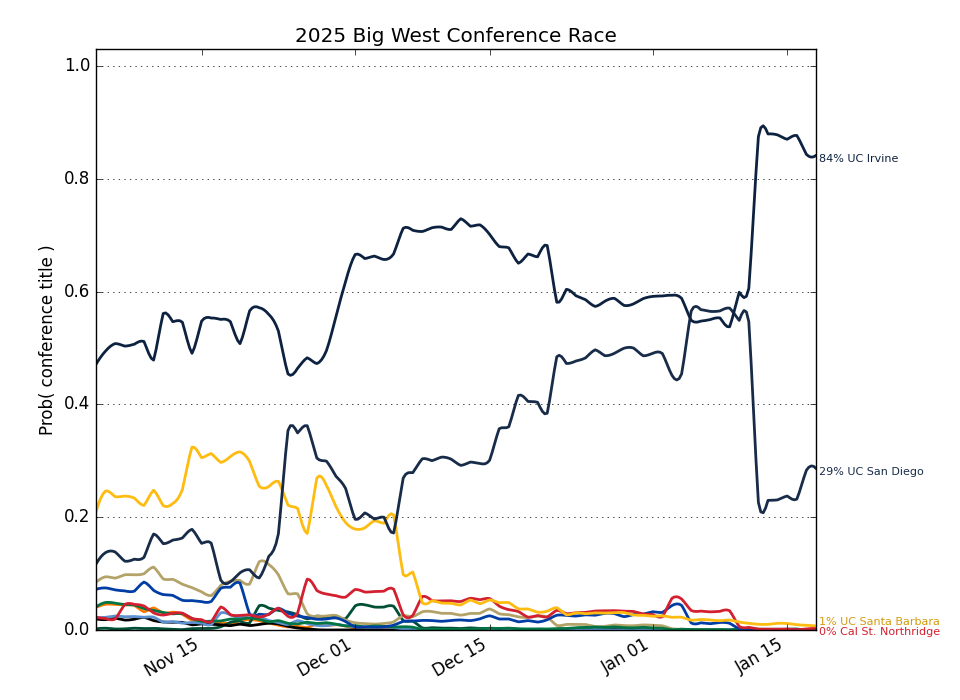 2025 Big West Conference Race
Prob( conference title )
1.0
0.8
0.6
0.4
0.2
0.0
84% UC Irvine
29% UC San Diego
1% UC Santa Barbara
0% Cal St. Northridge
Nov 15
Dec 01
Dec 15
Jan 01
Jan 15